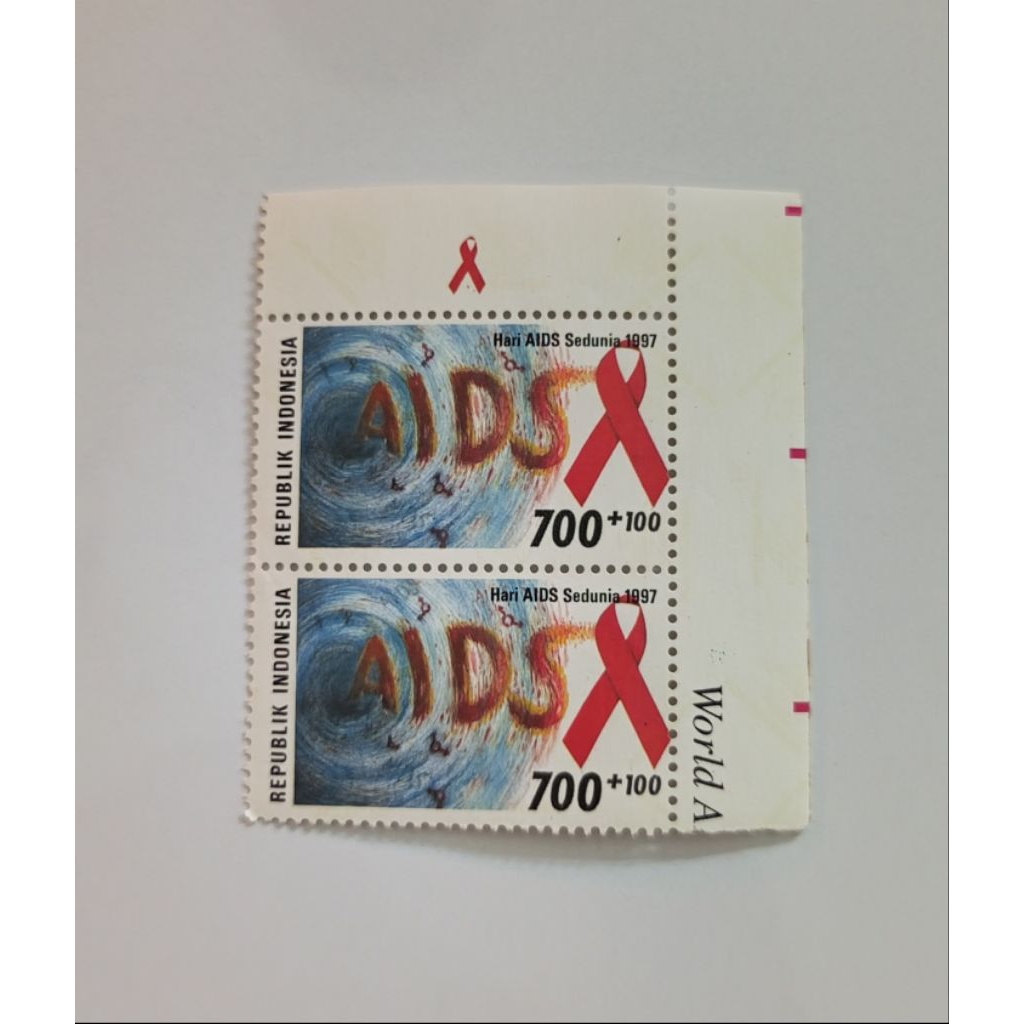 Hari AIDS Sedunia 1997
REPUBLIK INDONESIA
AIDS
700+100
Hari AIDS Sedunia 1997
REPUBLIK INDONESIA
AIDS
700+100
World A